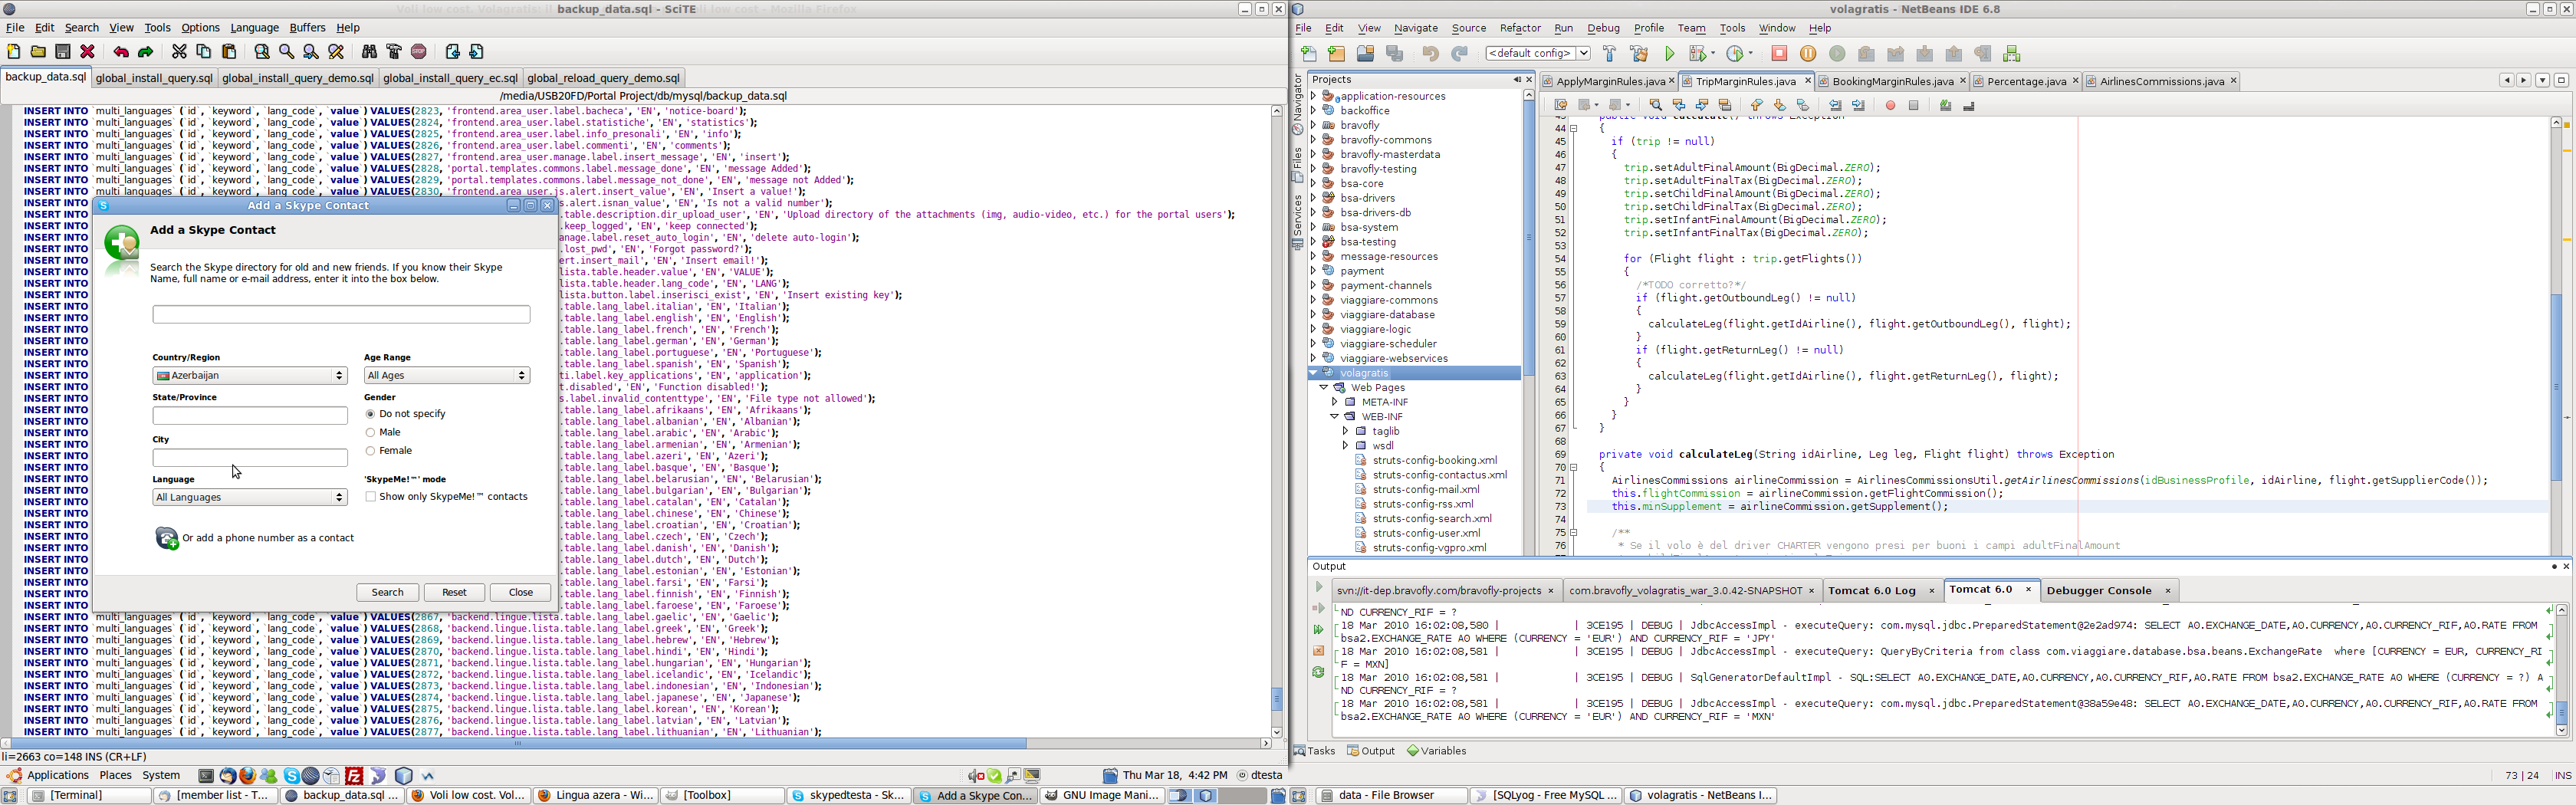 backup_data.sql - SciTE
File Edit Search View Tools Options Language Buffers Help
backup_data.sql global_install_query.sql global_install_query_demo.sql global_install_query_ec.sql global_reload_query_demo.sql
/media/USB20FD/Portal Project/db/mysql/backup_data.sql
INSERT INTO `multi_languages` (`id`, `keyword`, `lang_code`, `value`) VALUES(2823, 'frontend.area_user.label.bacheca', 'EN', 'notice-board');
INSERT INTO `multi_languages` (`id`, `keyword`, `lang_code`, `value`) VALUES(2824, 'frontend.area_user.label.statistiche', 'EN', 'statistics');
INSERT INTO `multi_languages` (`id`, `keyword`, `lang_code`, `value`) VALUES(2825, 'frontend.area_user.label.info_presonali', 'EN', 'info');
INSERT INTO `multi_languages` (`id`, `keyword`, `lang_code`, `value`) VALUES(2826, 'frontend.area_user.label.commenti', 'EN', 'comments');
INSERT INTO `multi_languages` (`id`, `keyword`, `lang_code`, `value`) VALUES(2827, 'frontend.area_user.manage.label.insert_message', 'EN', 'insert');
INSERT INTO `multi_languages` (`id`, `keyword`, `lang_code`, `value`) VALUES(2828, 'portal.templates.commons.label.message_done', 'EN', 'message Added');
INSERT INTO `multi_languages` (`id`, `keyword`, `lang_code`, `value`) VALUES(2829, 'portal.templates.commons.label.message_not_done', 'EN', 'message not Added');
INSERT INTO `multi_languages` (`id`, `keyword`, `lang_code`, `value`) VALUES(2830, 'frontend.area_user.js.alert.insert_value', 'EN', 'Insert a value!');
INSERT INTO s.alert.isnan_value', 'EN', 'Is not a valid number');
INSERT INTO .table.description.dir_upload_user', 'EN', 'Upload directory of the attachments (img, audio-video, etc.) for the portal users');
INSERT INTO keep_logged', 'EN', 'keep connected');
INSERT INTO anage.label.reset_auto_login', 'EN', 'delete auto-login');
INSERT INTO .lost_pwd', 'EN', 'Forgot password?');
INSERT INTO ert.insert_mail', 'EN', 'Insert email!');
INSERT INTO lista.table.header.value', 'EN', 'VALUE');
INSERT INTO .table.header.lang_code', 'EN', 'LANG');
INSERT INTO lista.button.label.inserisci_exist', 'EN', 'Insert existing key');
INSERT INTO .table.lang_label.italian', 'EN', 'Italian');
INSERT INTO .table.lang_label.english', 'EN', 'English');
INSERT INTO .table.lang_label.french', 'EN', 'French');
INSERT INTO .table.lang_label.german', 'EN', 'German');
INSERT INTO .table.lang_label.portuguese', 'EN', 'Portuguese');
INSERT INTO .table.lang_label.spanish', 'EN', 'Spanish');
INSERT INTO ti.label.key_applications', 'EN', 'application');
INSERT INTO t.disabled', 'EN', 'Function disabled!');
INSERT INTO s.label.invalid_contenttype', 'EN', 'File type not allowed');
INSERT INTO .table.lang_label.afrikaans', 'EN', 'Afrikaans');
INSERT INTO .table.lang_label.albanian', 'EN', 'Albanian');
INSERT INTO .table.lang_label.arabic', 'EN', 'Arabic');
INSERT INTO .table.lang_label.armenian', 'EN', 'Armenian');
INSERT INTO .table.lang_label.azeri', 'EN', 'Azeri');
INSERT INTO .table.lang_label.basque', 'EN', 'Basque');
INSERT INTO .table.lang_label.belarusian', 'EN', 'Belarusian');
INSERT INTO .table.lang_label.bulgarian', 'EN', 'Bulgarian');
INSERT INTO .table.lang_label.catalan', 'EN', 'Catalan');
INSERT INTO .table.lang_label.chinese', 'EN', 'Chinese');
INSERT INTO .table.lang_label.croatian', 'EN', 'Croatian');
INSERT INTO .table.lang_label.czech', 'EN', 'Czech');
INSERT INTO .table.lang_label.danish', 'EN', 'Danish');
INSERT INTO .table.lang_label.dutch', 'EN', 'Dutch');
INSERT INTO .table.lang_label.estonian', 'EN', 'Estonian');
INSERT INTO .table.lang_label.farsi', 'EN', 'Farsi');
INSERT INTO .table.lang_label.finnish', 'EN', 'Finnish');
INSERT INTO .table.lang_label.faroese', 'EN', 'Faroese');
INSERT INTO `multi_languages` (`id`, `keyword`, `lang_code`, `value`) VALUES(2867, 'backend.lingue.lista.table.lang_label.gaelic', 'EN', 'Gaelic');
INSERT INTO `multi_languages` (`id`, `keyword`, `lang_code`, `value`) VALUES(2868, 'backend.lingue.lista.table.lang_label.greek', 'EN', 'Greek');
INSERT INTO `multi_languages` (`id`, `keyword`, `lang_code`, `value`) VALUES(2869, 'backend.lingue.lista.table.lang_label.hebrew', 'EN', 'Hebrew');
INSERT INTO `multi_languages` (`id`, `keyword`, `lang_code`, `value`) VALUES(2870, 'backend.lingue.lista.table.lang_label.hindi', 'EN', 'Hindi');
INSERT INTO `multi_languages` (`id`, `keyword`, `lang_code`, `value`) VALUES(2871, 'backend.lingue.lista.table.lang_label.hungarian', 'EN', 'Hungarian');
INSERT INTO `multi_languages` (`id`, `keyword`, `lang_code`, `value`) VALUES(2872, 'backend.lingue.lista.table.lang_label.icelandic', 'EN', 'Icelandic');
INSERT INTO `multi_languages` (`id`, `keyword`, `lang_code`, `value`) VALUES(2873, 'backend.lingue.lista.table.lang_label.indonesian', 'EN', 'Indonesian');
INSERT INTO `multi_languages` (`id`, `keyword`, `lang_code`, `value`) VALUES(2874, 'backend.lingue.lista.table.lang_label.japanese', 'EN', 'Japanese');
INSERT INTO `multi_languages` (`id`, `keyword`, `lang_code`, `value`) VALUES(2875, 'backend.lingue.lista.table.lang_label.korean', 'EN', 'Korean');
INSERT INTO `multi_languages` (`id`, `keyword`, `lang_code`, `value`) VALUES(2876, 'backend.lingue.lista.table.lang_label.latvian', 'EN', 'Latvian');
INSERT INTO `multi_languages` (`id`, `keyword`, `lang_code`, `value`) VALUES(2877, 'backend.lingue.lista.table.lang_label.lithuanian', 'EN', 'Lithuanian');
li=2663 co=148 INS (CR+LF)
Add a Skype Contact
Add a Skype Contact
Search the Skype directory for old and new friends. If you know their Skype
Name, full name or e-mail address, enter it into the box below.
Country/Region Age Range
Azerbaijan All Ages
State/Province Gender
Do not specify
Male
City
Female
Language 'SkypeMe!™' mode
All Languages Show only SkypeMe!™ contacts
Or add a phone number as a contact
Search Reset Close
volagratis - NetBeans IDE 6.8
File Edit View Navigate Source Refactor Run Debug Profile Team Tools Window Help
<default config>
Navigator
Files
Services
Projects
application-resources
backoffice
bravofly
bravofly-commons
bravofly-masterdata
bravofly-testing
bsa-core
bsa-drivers
bsa-drivers-db
bsa-system
bsa-testing
message-resources
payment
payment-channels
viaggiare-commons
viaggiare-database
viaggiare-logic
viaggiare-scheduler
viaggiare-webservices
volagratis
Web Pages
META-INF
WEB-INF
taglib
wsdl
struts-config-booking.xml
struts-config-contactus.xml
struts-config-mail.xml
struts-config-rss.xml
struts-config-search.xml
struts-config-user.xml
struts-config-vgpro.xml
ApplyMarginRules.java TripMarginRules.java BookingMarginRules.java Percentage.java AirlinesCommissions.java
43 public void calculate() throws Exception
44 {
45 if (trip != null)
46 {
47 trip.setAdultFinalAmount(BigDecimal.ZERO);
48 trip.setAdultFinalTax(BigDecimal.ZERO);
49 trip.setChildFinalAmount(BigDecimal.ZERO);
50 trip.setChildFinalTax(BigDecimal.ZERO);
51 trip.setInfantFinalAmount(BigDecimal.ZERO);
52 trip.setInfantFinalTax(BigDecimal.ZERO);
53
54 for (Flight flight : trip.getFlights())
55 {
56 /*TODO corretto?*/
57 if (flight.getOutboundLeg() != null)
58 {
59 calculateLeg(flight.getIdAirline(), flight.getOutboundLeg(), flight);
60 }
61 if (flight.getReturnLeg() != null)
62 {
63 calculateLeg(flight.getIdAirline(), flight.getReturnLeg(), flight);
64 }
65 }
66 }
67 }
68
69 private void calculateLeg(String idAirline, Leg leg, Flight flight) throws Exception
70 {
71 AirlinesCommissions airlineCommission = AirlinesCommissionsUtil.getAirlinesCommissions(idBusinessProfile, idAirline, flight.getSupplierCode());
72 this.flightCommission = airlineCommission.getFlightCommission();
73 this.minSupplement = airlineCommission.getSupplement();
74
75 /**
76 * Se il volo è del driver CHARTER vengono presi per buoni i campi adultFinalAmount
Output
svn://it-dep.bravofly.com/bravofly-projects com.bravofly_volagratis_war_3.0.42-SNAPSHOT Tomcat 6.0 Log Tomcat 6.0 Debugger Console
ND CURRENCY_RIF = ?
18 Mar 2010 16:02:08,580 | | 3CE195 | DEBUG | JdbcAccessImpl - executeQuery: com.mysql.jdbc.PreparedStatement@2e2ad974: SELECT A0.EXCHANGE_DATE,A0.CURRENCY,A0.CURRENCY_RIF,A0.RATE FROM
bsa2.EXCHANGE_RATE A0 WHERE (CURRENCY = 'EUR') AND CURRENCY_RIF = 'JPY'
18 Mar 2010 16:02:08,581 | | 3CE195 | DEBUG | JdbcAccessImpl - executeQuery: QueryByCriteria from class com.viaggiare.database.bsa.beans.ExchangeRate where [CURRENCY = EUR, CURRENCY_RI
F = MXN]
18 Mar 2010 16:02:08,581 | | 3CE195 | DEBUG | SqlGeneratorDefaultImpl - SQL:SELECT A0.EXCHANGE_DATE,A0.CURRENCY,A0.CURRENCY_RIF,A0.RATE FROM bsa2.EXCHANGE_RATE A0 WHERE (CURRENCY = ?) A
ND CURRENCY_RIF = ?
18 Mar 2010 16:02:08,581 | | 3CE195 | DEBUG | JdbcAccessImpl - executeQuery: com.mysql.jdbc.PreparedStatement@38a59e48: SELECT A0.EXCHANGE_DATE,A0.CURRENCY,A0.CURRENCY_RIF,A0.RATE FROM
bsa2.EXCHANGE_RATE A0 WHERE (CURRENCY = 'EUR') AND CURRENCY_RIF = 'MXN'
Tasks Output Variables
73 | 24 INS
Applications Places System Thu Mar 18, 4:42 PM dtesta
[Terminal] [member list - T... backup_data.sql ... Voli low cost. Vol... Lingua azera - Wi... [Toolbox] skypedtesta - Sk... Add a Skype Con... GNU Image Mani... data - File Browser [SQLyog - Free MySQL ... volagratis - NetBeans I...